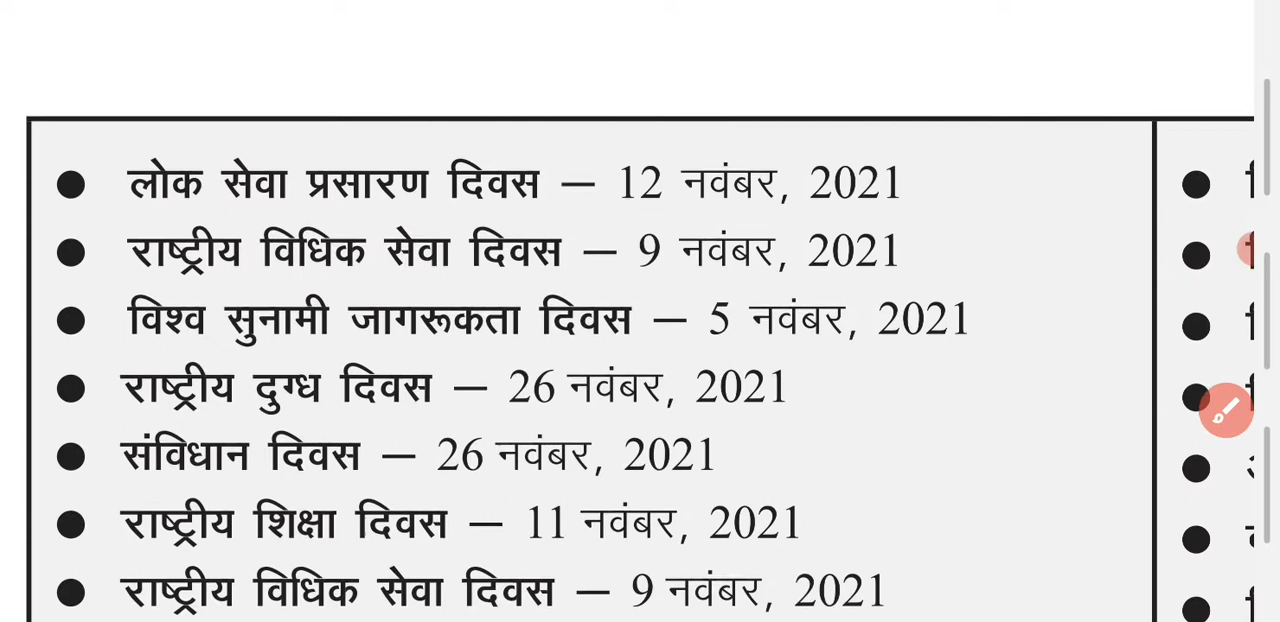 ● लोक सेवा प्रसारण दिवस — 12 नवंबर, 2021
● राष्ट्रीय विधिक सेवा दिवस — 9 नवंबर, 2021
● विश्व सुनामी जागरूकता दिवस — 5 नवंबर, 2021
● राष्ट्रीय दुग्ध दिवस — 26 नवंबर, 2021
● संविधान दिवस — 26 नवंबर, 2021
● राष्ट्रीय शिक्षा दिवस — 11 नवंबर, 2021
● राष्ट्रीय विधिक सेवा दिवस — 9 नवंबर, 2021